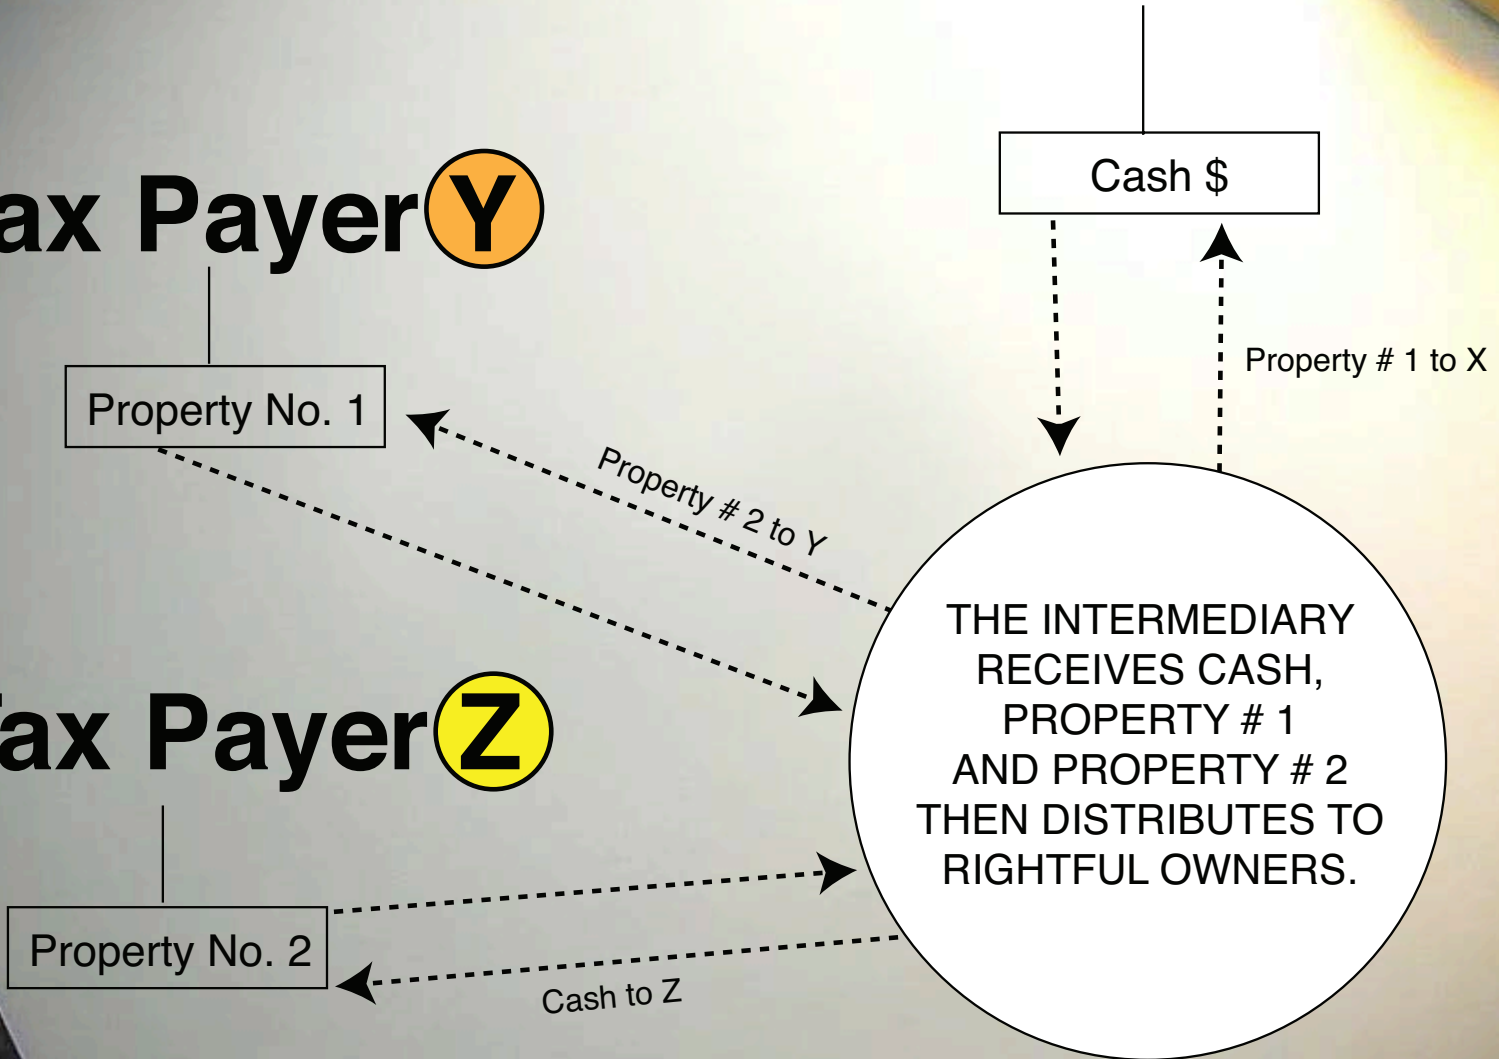 Cash $
ax Payer Y
Property # 1 to X
Property No. 1
Property # 2 to Y
THE INTERMEDIARY
RECEIVES CASH,
PROPERTY # 1
AND PROPERTY # 2
THEN DISTRIBUTES TO
RIGHTFUL OWNERS.
Tax Payer Z
Property No. 2
Cash to Z